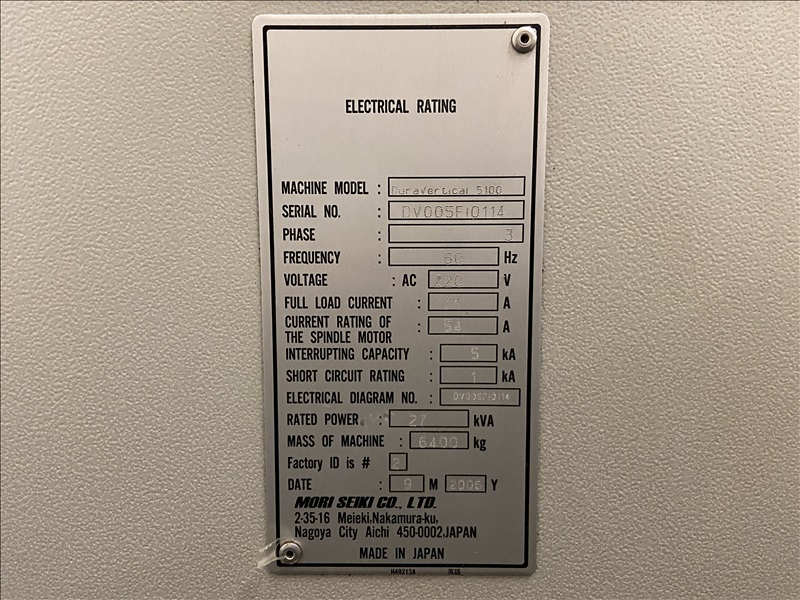 ELECTRICAL RATING
MACHINE MODEL : DuraVertical 5100
SERIAL NO. :
PHASE : 3
FREQUENCY : 60 Hz
VOLTAGE : AC 220 V
FULL LOAD CURRENT : A
CURRENT RATING OF THE SPINDLE MOTOR : 54 A
INTERRUPTING CAPACITY : 5 kA
SHORT CIRCUIT RATING : 1 kA
ELECTRICAL DIAGRAM NO. :
RATED POWER : 27 kVA
MASS OF MACHINE : 6400 kg
Factory ID is # 2
DATE : 9 M 2006 Y
MORI SEIKI CO., LTD.
2-35-16 Meieki,Nakamura-ku,
Nagoya City Aichi 450-0002,JAPAN
MADE IN JAPAN
H40213A